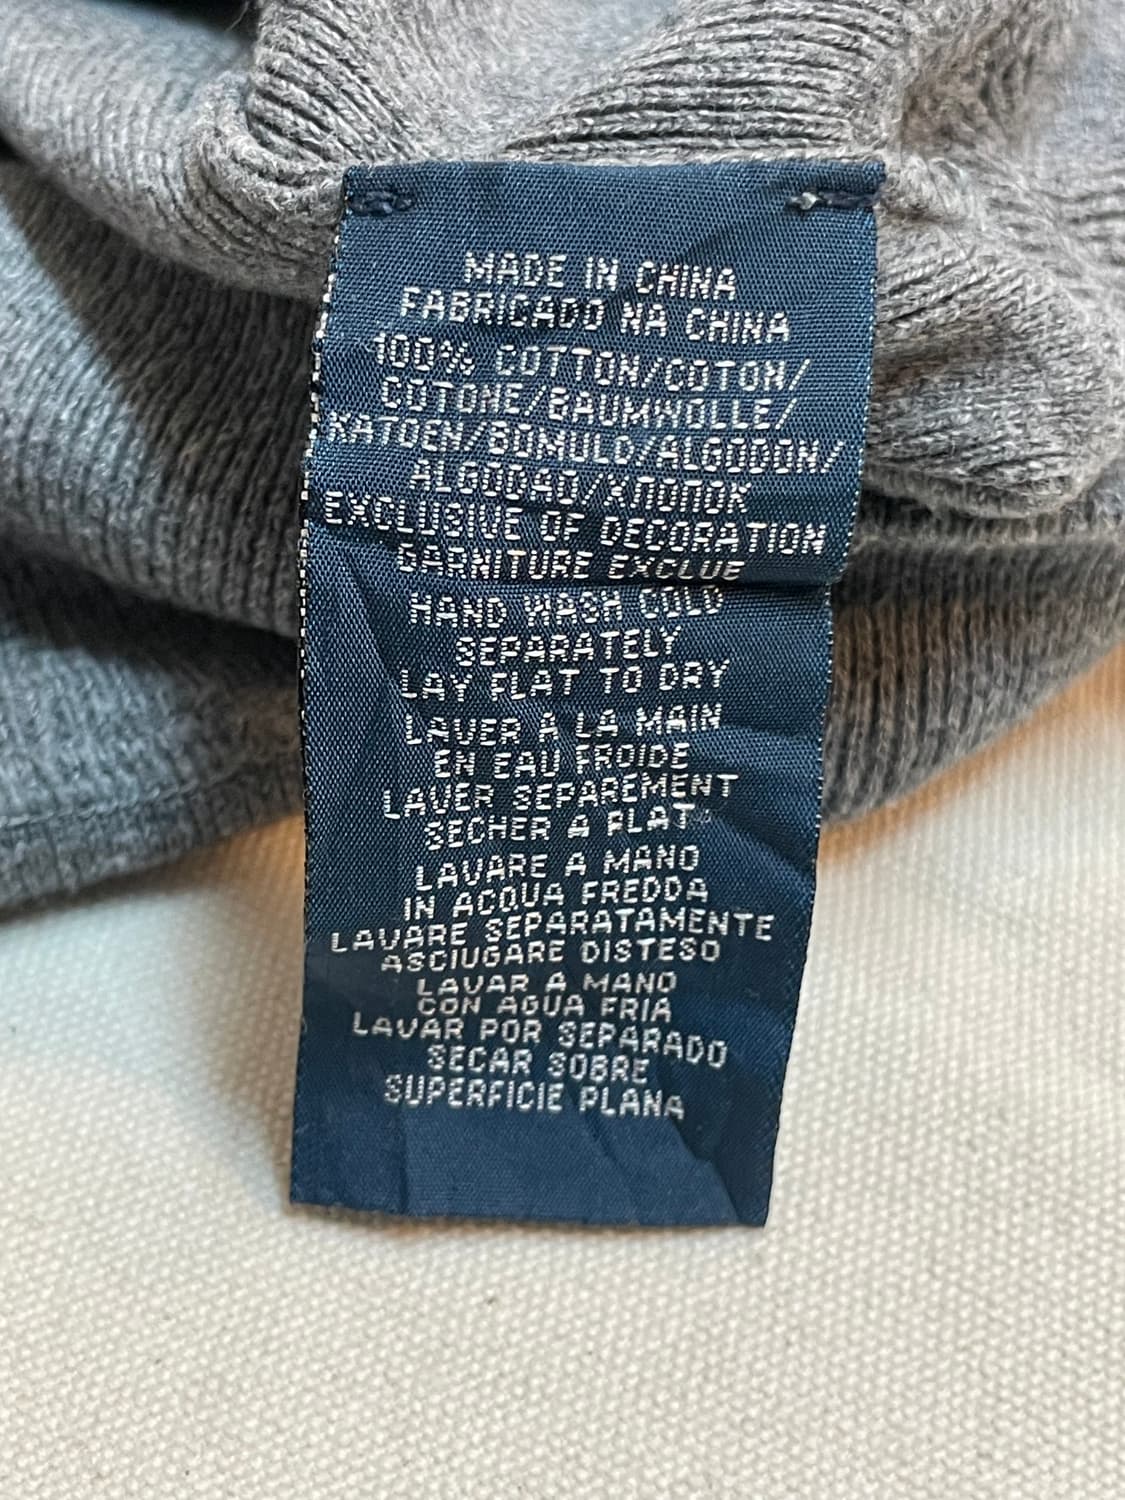 MADE IN CHINA
FABRICADO NA CHINA
100% COTTON/COTON/
COTONE/BAUMWOLLE/
KATOEN/BOMULD/ALGODON/
ALGODAO/ХЛОПОК
EXCLUSIVE OF DECORATION
GARNITURE EXCLUE
HAND WASH COLD
SEPARATELY
LAY FLAT TO DRY
LAVER A LA MAIN
EN EAU FROIDE
LAVER SEPAREMENT
SECHER A PLAT
LAVARE A MANO
IN ACQUA FREDDA
LAVARE SEPARATAMENTE
ASCIUGARE DISTESO
LAVAR A MANO
CON AGUA FRIA
LAVAR POR SEPARADO
SECAR SOBRE
SUPERFICIE PLANA